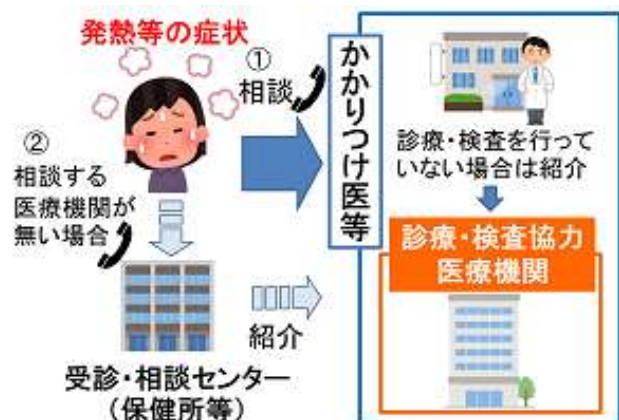 発熱等の症状
①
相談
②
相談する
医療機関が
無い場合
受診・相談センター
（保健所等）
紹介
かかりつけ医等
診療・検査を行って
いない場合は紹介
診療・検査協力
医療機関